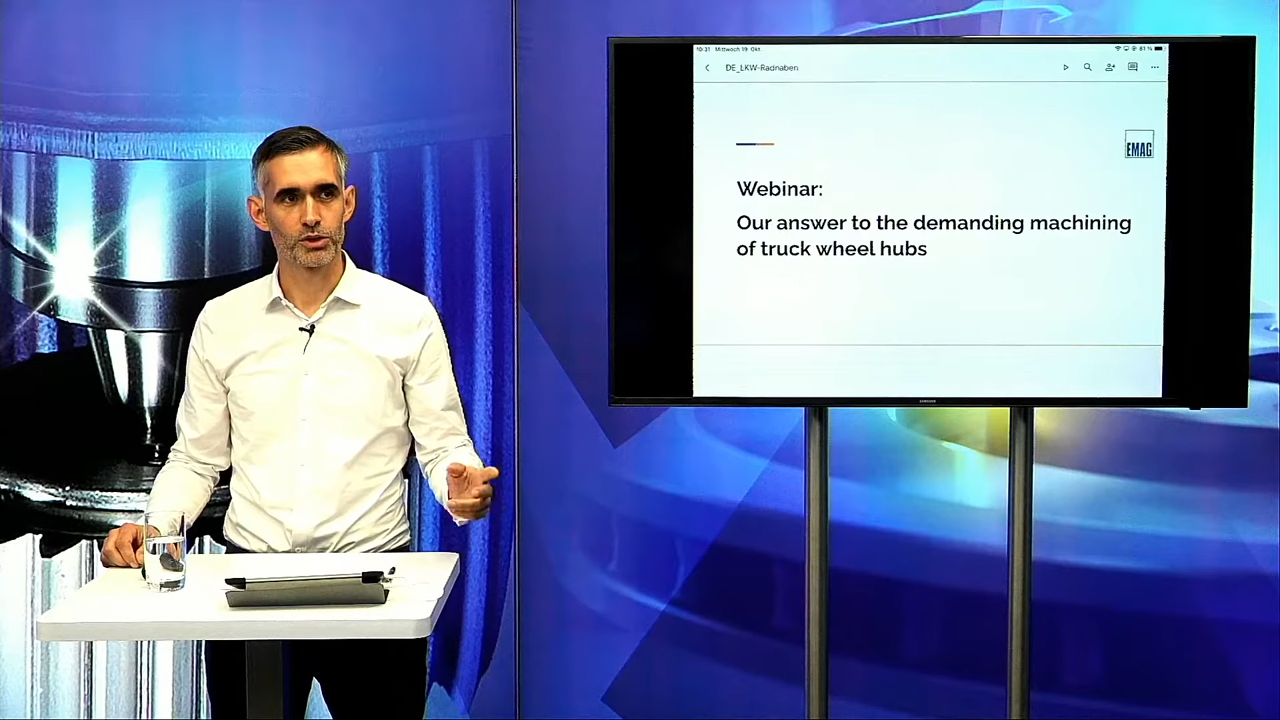 10:31 Mittwoch 19. Okt.
81 %
DE_LKW-Radnaben
EMAG
Webinar:
Our answer to the demanding machining
of truck wheel hubs
SAMSUNG